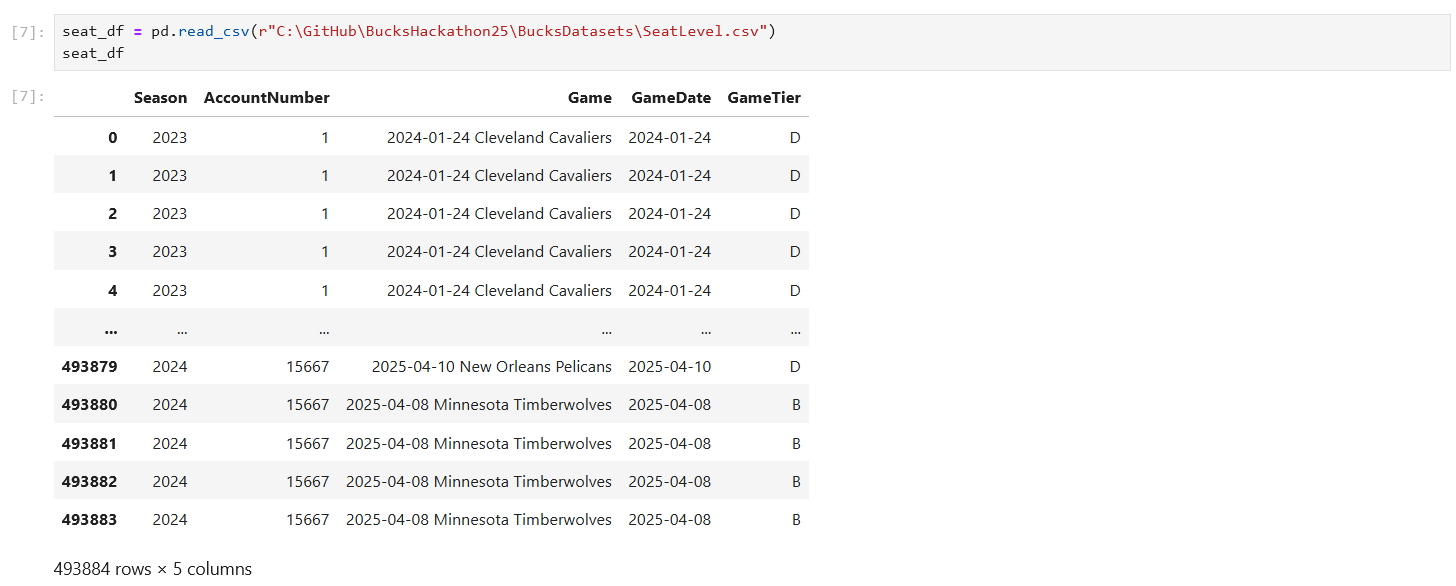 [7]: seat_df = pd.read_csv(r"C:\GitHub\BucksHackathon25\BucksDatasets\SeatLevel.csv")
seat_df
[7]:
Season AccountNumber Game GameDate GameTier
0 2023 1 2024-01-24 Cleveland Cavaliers 2024-01-24 D
1 2023 1 2024-01-24 Cleveland Cavaliers 2024-01-24 D
2 2023 1 2024-01-24 Cleveland Cavaliers 2024-01-24 D
3 2023 1 2024-01-24 Cleveland Cavaliers 2024-01-24 D
4 2023 1 2024-01-24 Cleveland Cavaliers 2024-01-24 D
... ... ... ... ... ...
493879 2024 15667 2025-04-10 New Orleans Pelicans 2025-04-10 D
493880 2024 15667 2025-04-08 Minnesota Timberwolves 2025-04-08 B
493881 2024 15667 2025-04-08 Minnesota Timberwolves 2025-04-08 B
493882 2024 15667 2025-04-08 Minnesota Timberwolves 2025-04-08 B
493883 2024 15667 2025-04-08 Minnesota Timberwolves 2025-04-08 B
493884 rows × 5 columns